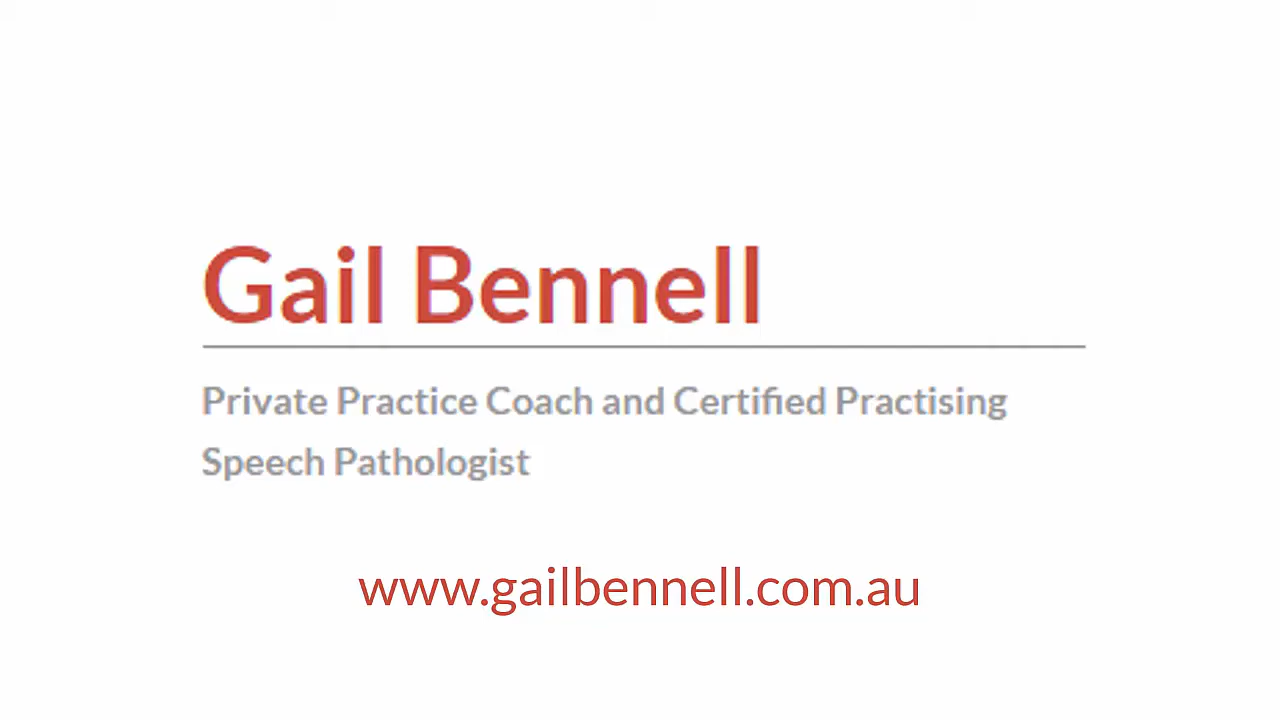 Gail Bennell
Private Practice Coach and Certified Practising
Speech Pathologist
www.gailbennell.com.au